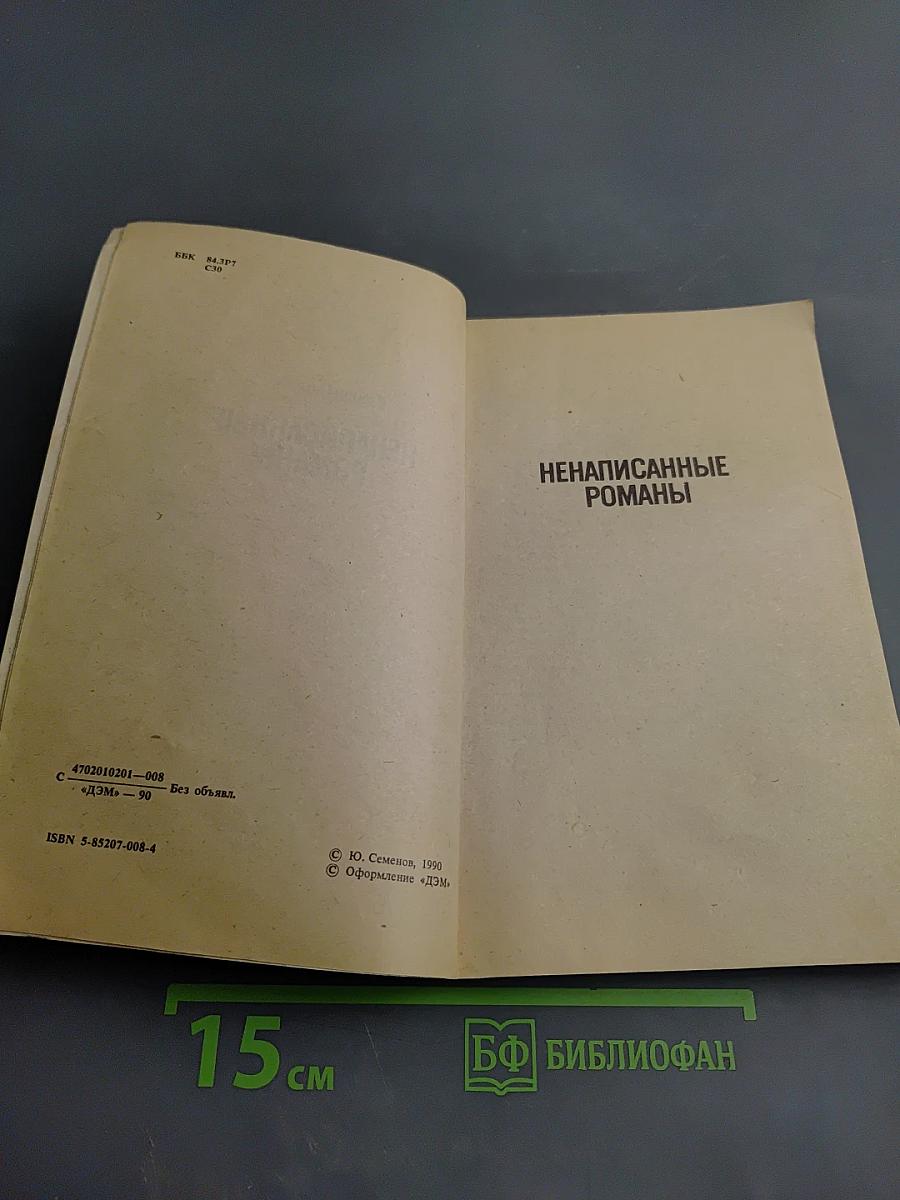 ББК 84.3Р7
С30
С 4702010201—008
«ДЭМ» — 90 Без объявл.
ISBN 5-85207-008-4
© Ю. Семенов, 1990
© Оформление «ДЭМ»
НЕНАПИСАННЫЕ
РОМАНЫ
15 см
БФ БИБЛИОФАН